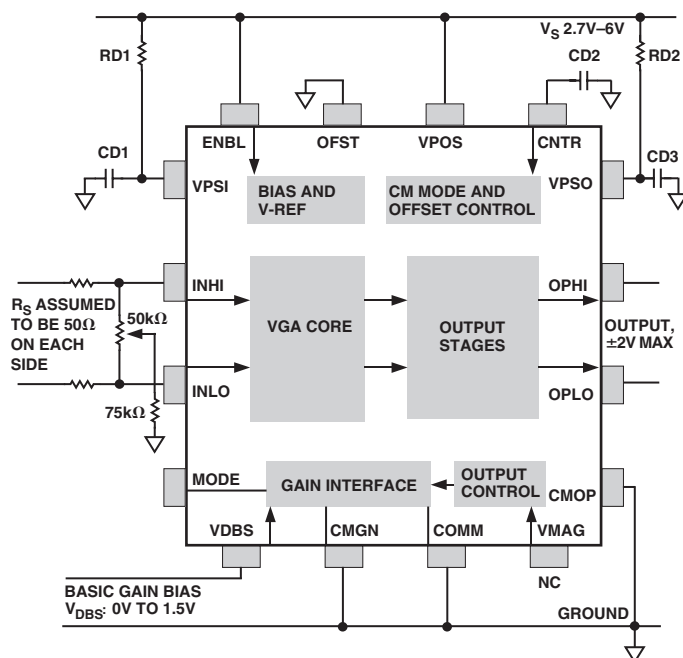 V_S 2.7V–6V
RD1
CD2
RD2
ENBL
OFST
VPOS
CNTR
CD1
CD3
VPSI
BIAS AND
V-REF
CM MODE AND
OFFSET CONTROL
VPSO
INHI
OPHI
R_S ASSUMED
TO BE 50Ω
ON EACH
SIDE
50kΩ
VGA CORE
OUTPUT
STAGES
OUTPUT,
±2V MAX
INLO
OPLO
75kΩ
MODE
GAIN INTERFACE
OUTPUT
CONTROL
CMOP
VDBS
CMGN
COMM
VMAG
NC
BASIC GAIN BIAS
V_DBS: 0V TO 1.5V
GROUND